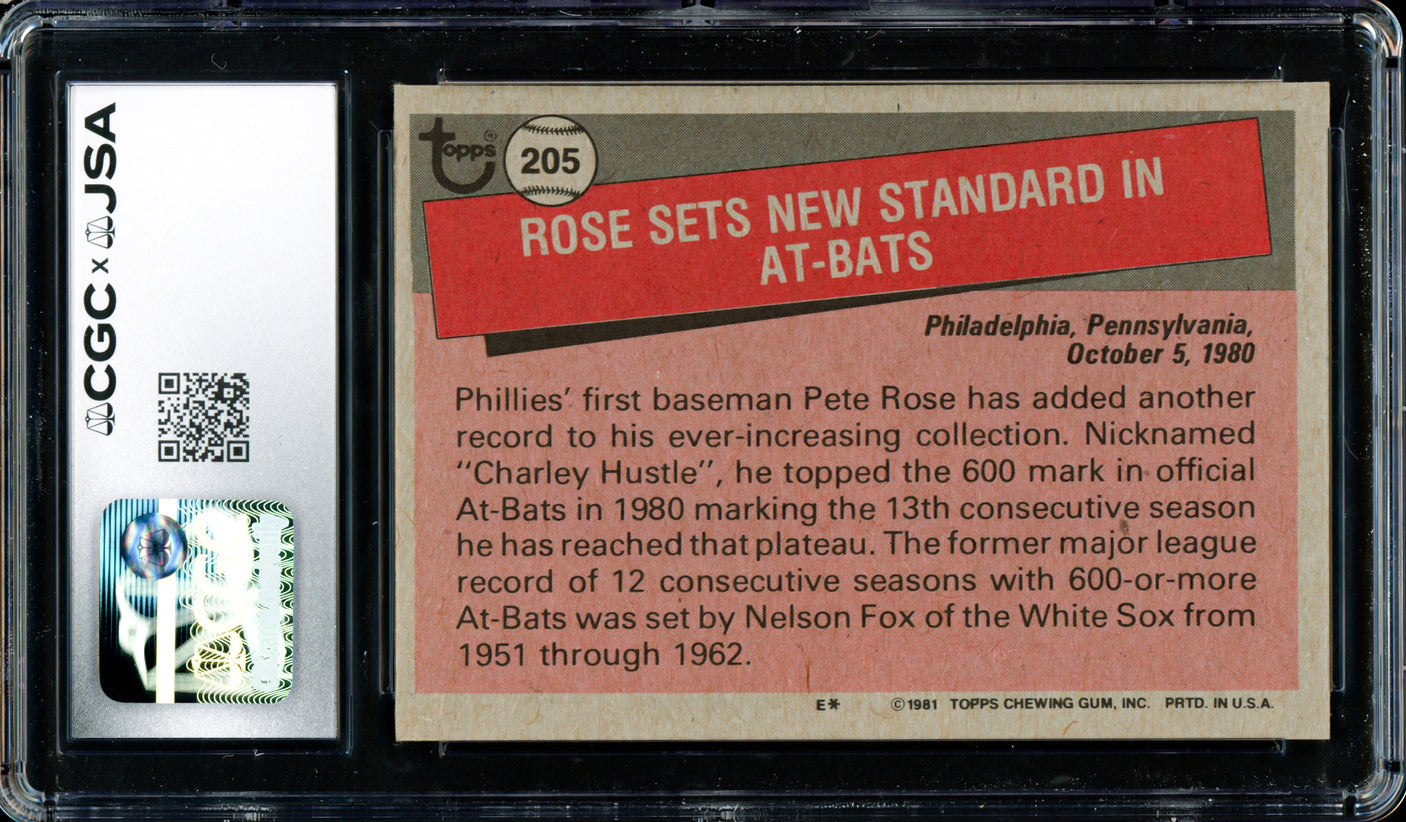 CGC x JSA
topps®
205
ROSE SETS NEW STANDARD IN
AT-BATS
Philadelphia, Pennsylvania,
October 5, 1980
Phillies' first baseman Pete Rose has added another
record to his ever-increasing collection. Nicknamed
"Charley Hustle", he topped the 600 mark in official
At-Bats in 1980 marking the 13th consecutive season
he has reached that plateau. The former major league
record of 12 consecutive seasons with 600-or-more
At-Bats was set by Nelson Fox of the White Sox from
1951 through 1962.
E* ©1981 TOPPS CHEWING GUM, INC. PRTD. IN U.S.A.